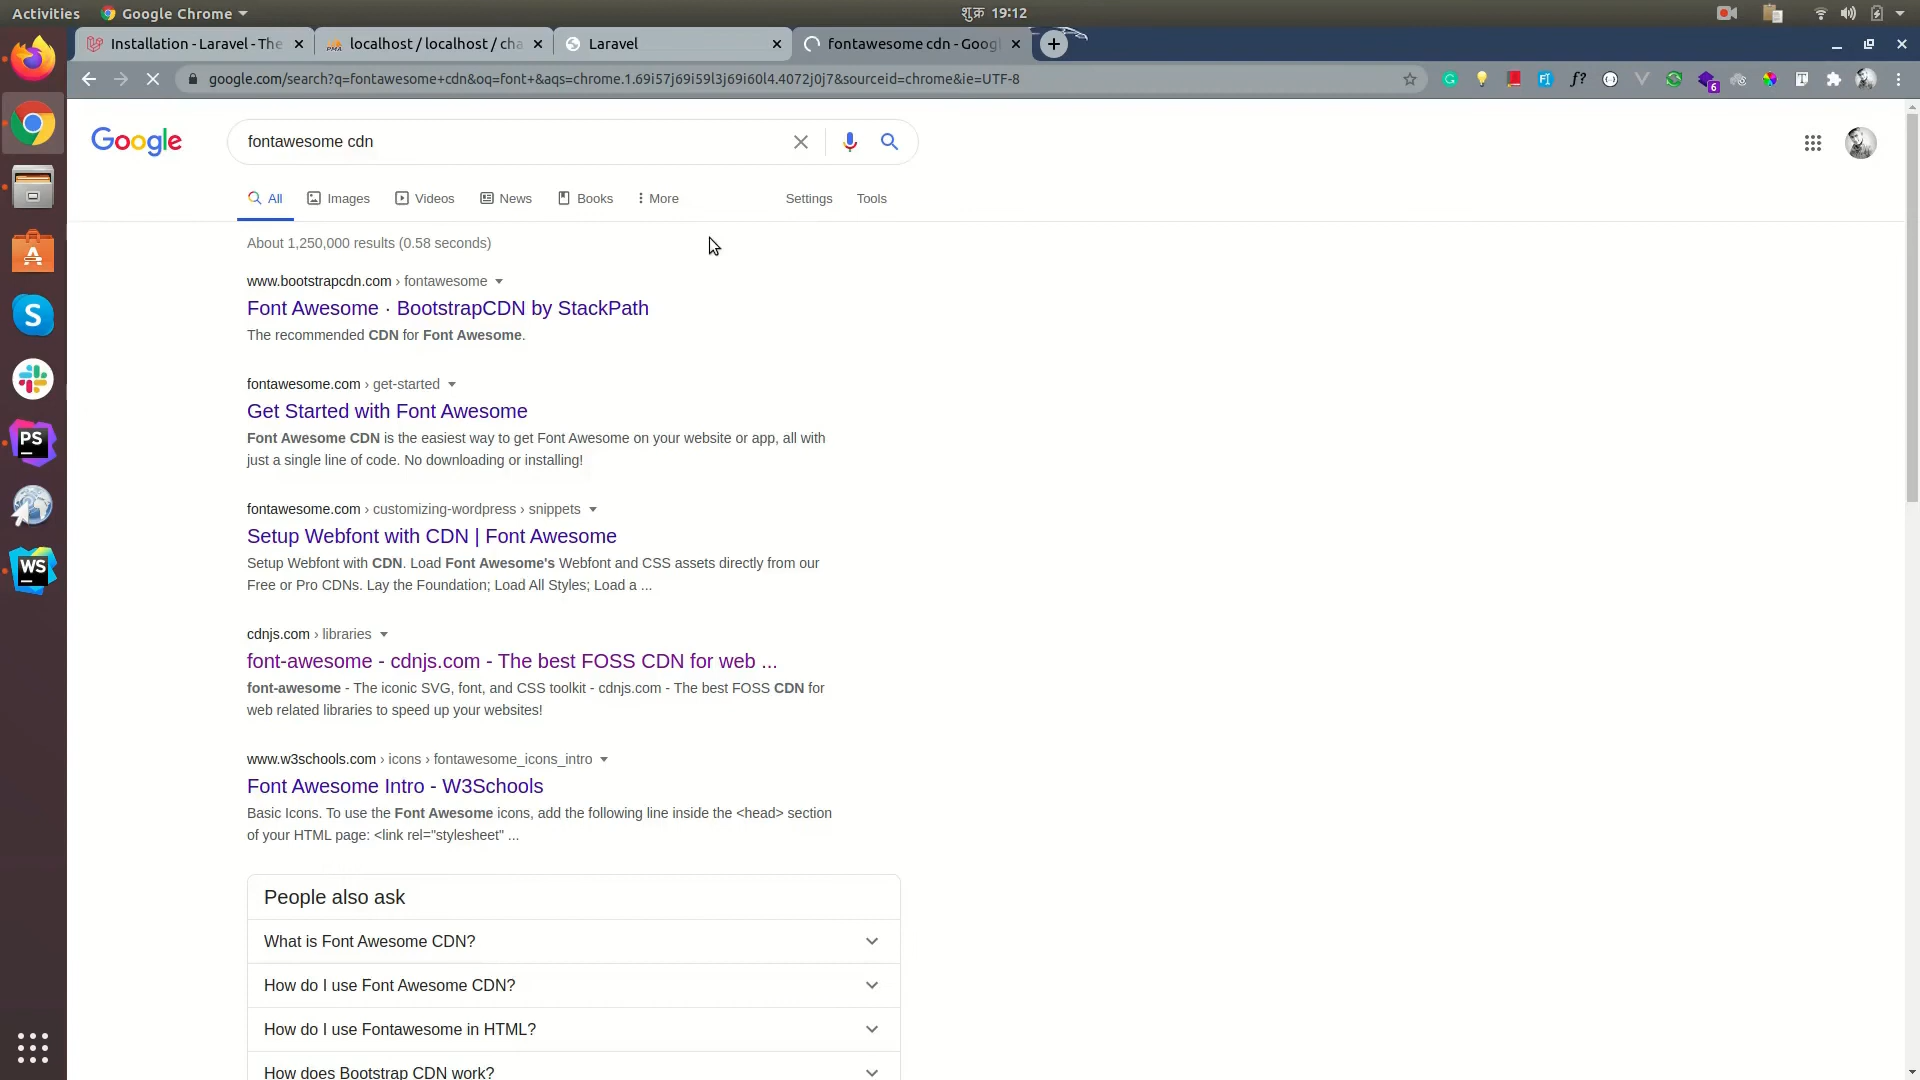 Activities
Google Chrome
शुक्र 19:12
Installation - Laravel - The
localhost / localhost / cha
Laravel
fontawesome cdn - Googl
google.com/search?q=fontawesome+cdn&oq=font+&aqs=chrome.1.69i57j69i59l3j69i60l4.4072j0j7&sourceid=chrome&ie=UTF-8
Google
fontawesome cdn
All
Images
Videos
News
Books
More
Settings
Tools
About 1,250,000 results (0.58 seconds)
www.bootstrapcdn.com › fontawesome
Font Awesome · BootstrapCDN by StackPath
The recommended CDN for Font Awesome.
fontawesome.com › get-started
Get Started with Font Awesome
Font Awesome CDN is the easiest way to get Font Awesome on your website or app, all with
just a single line of code. No downloading or installing!
fontawesome.com › customizing-wordpress › snippets
Setup Webfont with CDN | Font Awesome
Setup Webfont with CDN. Load Font Awesome's Webfont and CSS assets directly from our
Free or Pro CDNs. Lay the Foundation; Load All Styles; Load a ...
cdnjs.com › libraries
font-awesome - cdnjs.com - The best FOSS CDN for web ...
font-awesome - The iconic SVG, font, and CSS toolkit - cdnjs.com - The best FOSS CDN for
web related libraries to speed up your websites!
www.w3schools.com › icons › fontawesome_icons_intro
Font Awesome Intro - W3Schools
Basic Icons. To use the Font Awesome icons, add the following line inside the <head> section
of your HTML page: <link rel="stylesheet" ...
People also ask
What is Font Awesome CDN?
How do I use Font Awesome CDN?
How do I use Fontawesome in HTML?
How does Bootstrap CDN work?
PS
WS